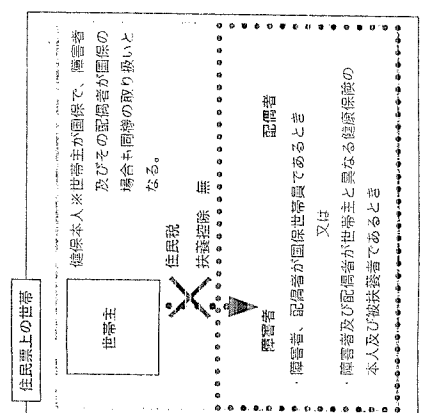 住民票上の世帯
世帯主
健保本人※世帯主が国保で、障害者
及びその配偶者が国保の
場合も同様の取り扱いと
なる。
住民税
扶養控除 無
障害者 配偶者
・障害者、配偶者が国保世帯員であるとき
又は
・障害者及び配偶者が世帯主と異なる健康保険の
本人及び被扶養者であるとき